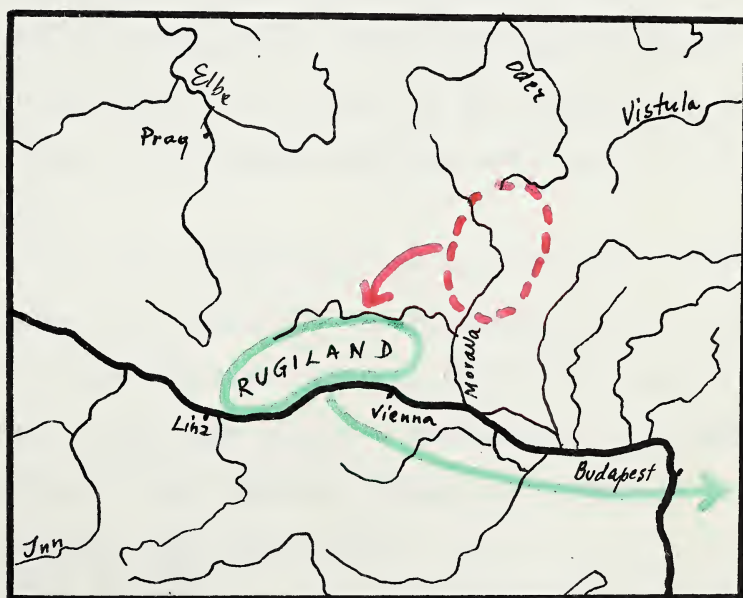 Elbe
Oder
Vistula
Prag
Morava
RUGILAND
Vienna
Linz
Budapest
Inn